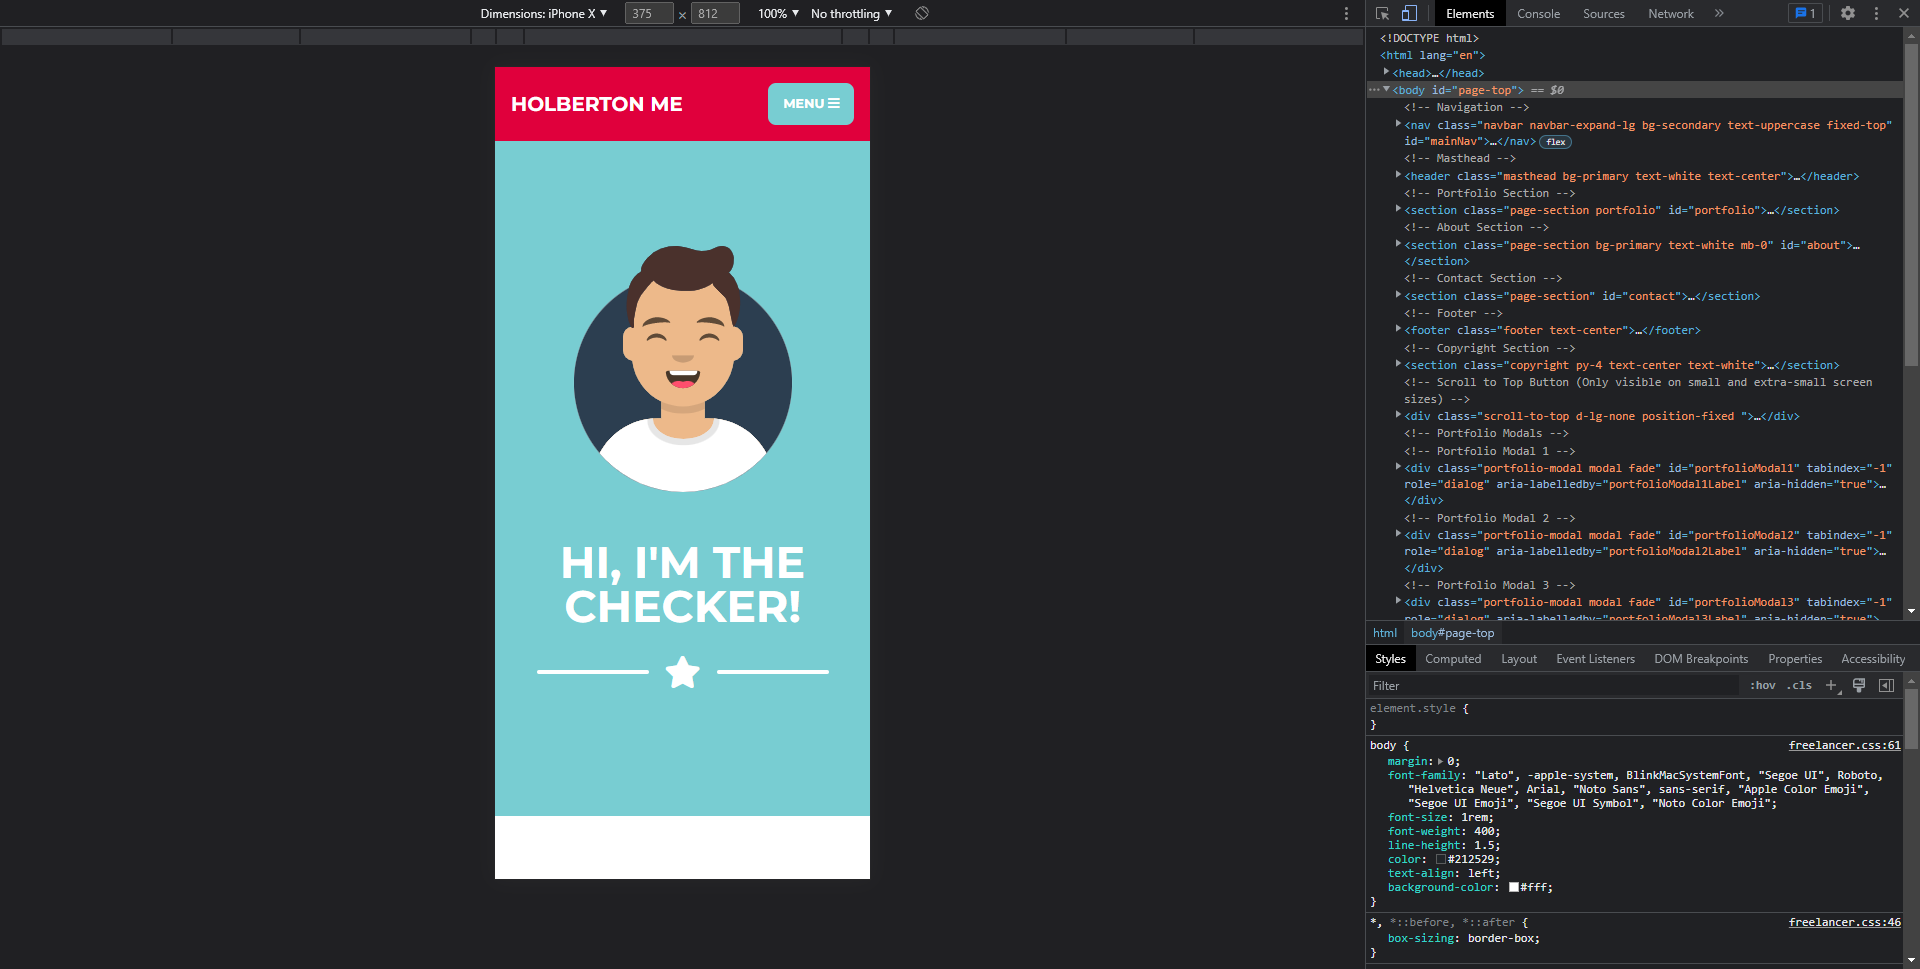 Dimensions: iPhone X ▼ 375 × 812 100% ▼ No throttling ▼
HOLBERTON ME
MENU
HI, I'M THE
CHECKER!
Elements Console Sources Network » 1
<!DOCTYPE html>
<html lang="en">
<head>…</head>
<body id="page-top"> == $0
<!-- Navigation -->
<nav class="navbar navbar-expand-lg bg-secondary text-uppercase fixed-top"
id="mainNav">…</nav> flex
<!-- Masthead -->
<header class="masthead bg-primary text-white text-center">…</header>
<!-- Portfolio Section -->
<section class="page-section portfolio" id="portfolio">…</section>
<!-- About Section -->
<section class="page-section bg-primary text-white mb-0" id="about">…
</section>
<!-- Contact Section -->
<section class="page-section" id="contact">…</section>
<!-- Footer -->
<footer class="footer text-center">…</footer>
<!-- Copyright Section -->
<section class="copyright py-4 text-center text-white">…</section>
<!-- Scroll to Top Button (Only visible on small and extra-small screen
sizes) -->
<div class="scroll-to-top d-lg-none position-fixed ">…</div>
<!-- Portfolio Modals -->
<!-- Portfolio Modal 1 -->
<div class="portfolio-modal modal fade" id="portfolioModal1" tabindex="-1"
role="dialog" aria-labelledby="portfolioModal1Label" aria-hidden="true">…
</div>
<!-- Portfolio Modal 2 -->
<div class="portfolio-modal modal fade" id="portfolioModal2" tabindex="-1"
role="dialog" aria-labelledby="portfolioModal2Label" aria-hidden="true">…
</div>
<!-- Portfolio Modal 3 -->
<div class="portfolio-modal modal fade" id="portfolioModal3" tabindex="-1"
role="dialog" aria-labelledby="portfolioModal3Label" aria-hidden="true">…
html body#page-top
Styles Computed Layout Event Listeners DOM Breakpoints Properties Accessibility
Filter :hov .cls +
element.style {
}
body { freelancer.css:61
margin: 0;
font-family: "Lato", -apple-system, BlinkMacSystemFont, "Segoe UI", Roboto,
"Helvetica Neue", Arial, "Noto Sans", sans-serif, "Apple Color Emoji",
"Segoe UI Emoji", "Segoe UI Symbol", "Noto Color Emoji";
font-size: 1rem;
font-weight: 400;
line-height: 1.5;
color: #212529;
text-align: left;
background-color: #fff;
}
*, *::before, *::after { freelancer.css:46
box-sizing: border-box;
}